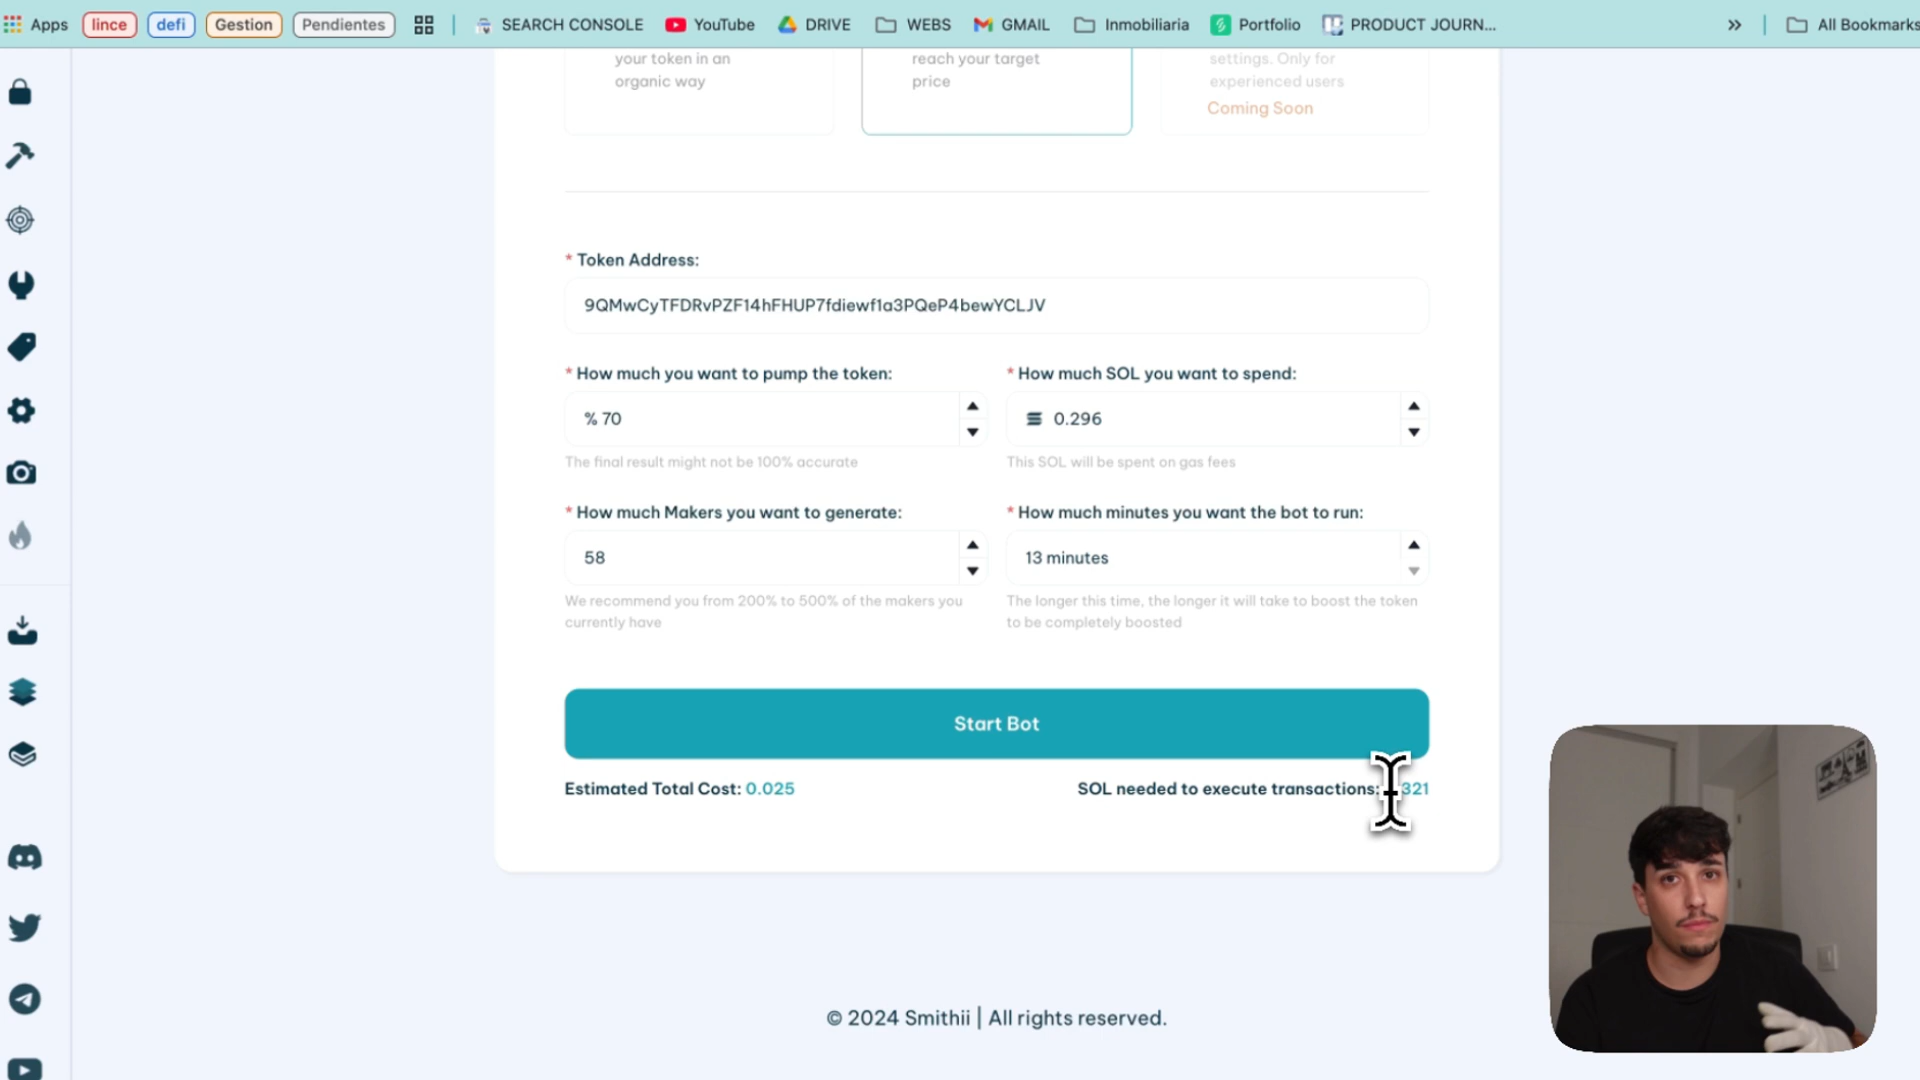 Apps
lince
defi
Gestion
Pendientes
SEARCH CONSOLE
YouTube
DRIVE
WEBS
GMAIL
Inmobiliaria
Portfolio
PRODUCT JOURN...
»
All Bookmarks
your token in an
organic way
reach your target
price
settings. Only for
experienced users
Coming Soon
* Token Address:
9QMwCyTFDRvPZF14hFHUP7fdiewf1a3PQeP4bewYCLJV
* How much you want to pump the token:
% 70
The final result might not be 100% accurate
* How much SOL you want to spend:
0.296
This SOL will be spent on gas fees
* How much Makers you want to generate:
58
We recommend you from 200% to 500% of the makers you
currently have
* How much minutes you want the bot to run:
13 minutes
The longer this time, the longer it will take to boost the token
to be completely boosted
Start Bot
Estimated Total Cost: 0.025
SOL needed to execute transactions: 321
© 2024 Smithii | All rights reserved.